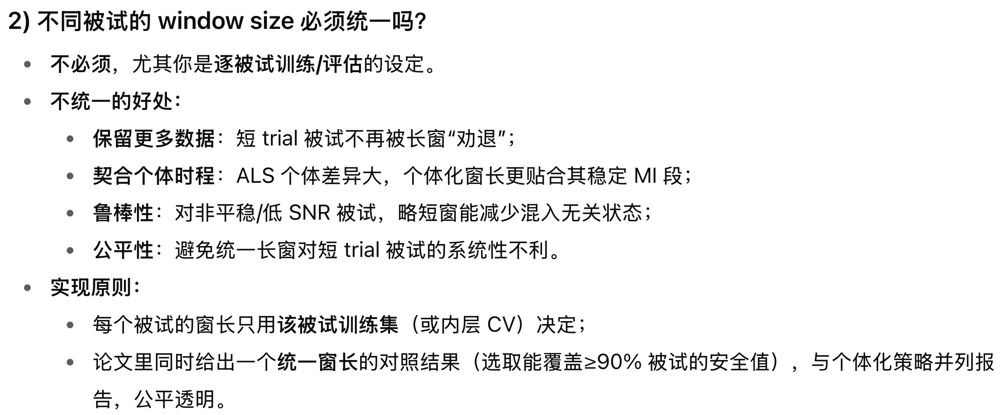 2) 不同被试的 window size 必须统一吗?
不必须，尤其你是逐被试训练/评估的设定。
不统一的好处：
保留更多数据：短 trial 被试不再被长窗“劝退”；
契合个体时程：ALS 个体差异大，个体化窗长更贴合其稳定 MI 段；
鲁棒性：对非平稳/低 SNR 被试，略短窗能减少混入无关状态；
公平性：避免统一长窗对短 trial 被试的系统性不利。
实现原则：
每个被试的窗长只用该被试训练集（或内层 CV）决定；
论文里同时给出一个统一窗长的对照结果（选取能覆盖≥90% 被试的安全值），与个体化策略并列报
告，公平透明。